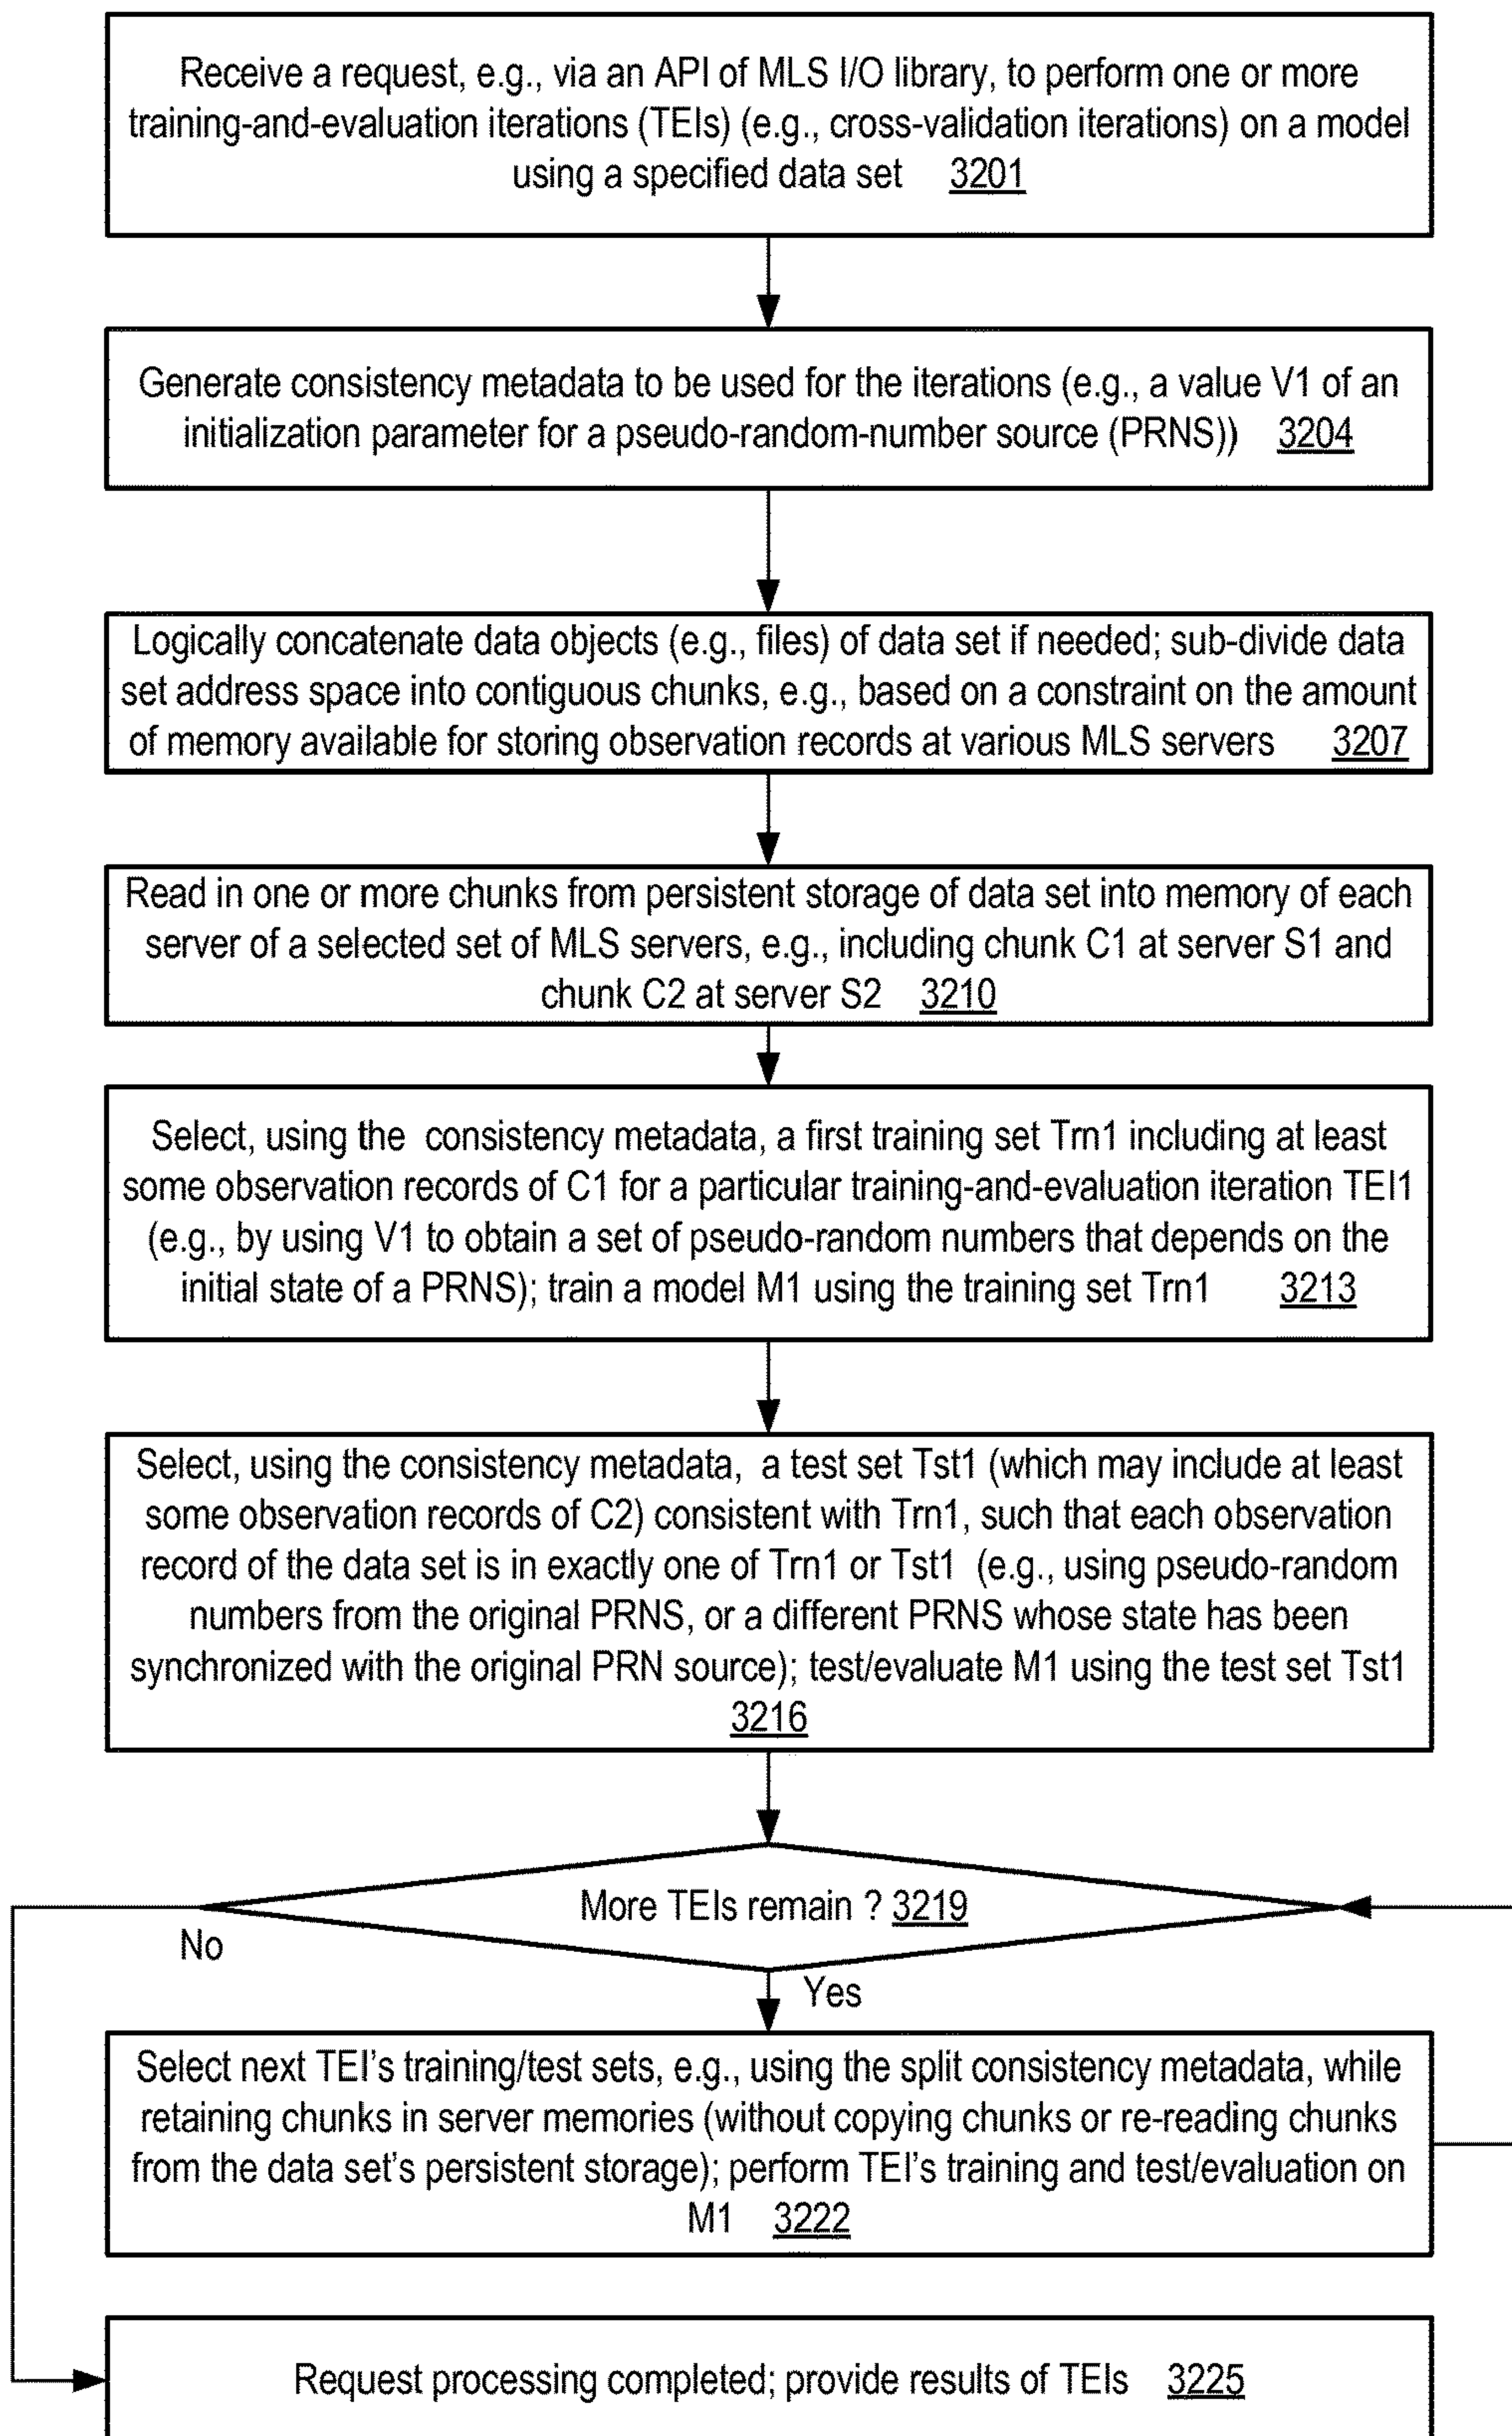 Receive a request, e.g., via an API of MLS I/O library, to perform one or more
training-and-evaluation iterations (TEIs) (e.g., cross-validation iterations) on a model
using a specified data set 3201
Generate consistency metadata to be used for the iterations (e.g., a value V1 of an
initialization parameter for a pseudo-random-number source (PRNS)) 3204
Logically concatenate data objects (e.g., files) of data set if needed; sub-divide data
set address space into contiguous chunks, e.g., based on a constraint on the amount
of memory available for storing observation records at various MLS servers 3207
Read in one or more chunks from persistent storage of data set into memory of each
server of a selected set of MLS servers, e.g., including chunk C1 at server S1 and
chunk C2 at server S2 3210
Select, using the consistency metadata, a first training set Trn1 including at least
some observation records of C1 for a particular training-and-evaluation iteration TEI1
(e.g., by using V1 to obtain a set of pseudo-random numbers that depends on the
initial state of a PRNS); train a model M1 using the training set Trn1 3213
Select, using the consistency metadata, a test set Tst1 (which may include at least
some observation records of C2) consistent with Trn1, such that each observation
record of the data set is in exactly one of Trn1 or Tst1 (e.g., using pseudo-random
numbers from the original PRNS, or a different PRNS whose state has been
synchronized with the original PRN source); test/evaluate M1 using the test set Tst1
3216
More TEIs remain ? 3219
No
Yes
Select next TEI's training/test sets, e.g., using the split consistency metadata, while
retaining chunks in server memories (without copying chunks or re-reading chunks
from the data set's persistent storage); perform TEI's training and test/evaluation on
M1 3222
Request processing completed; provide results of TEIs 3225